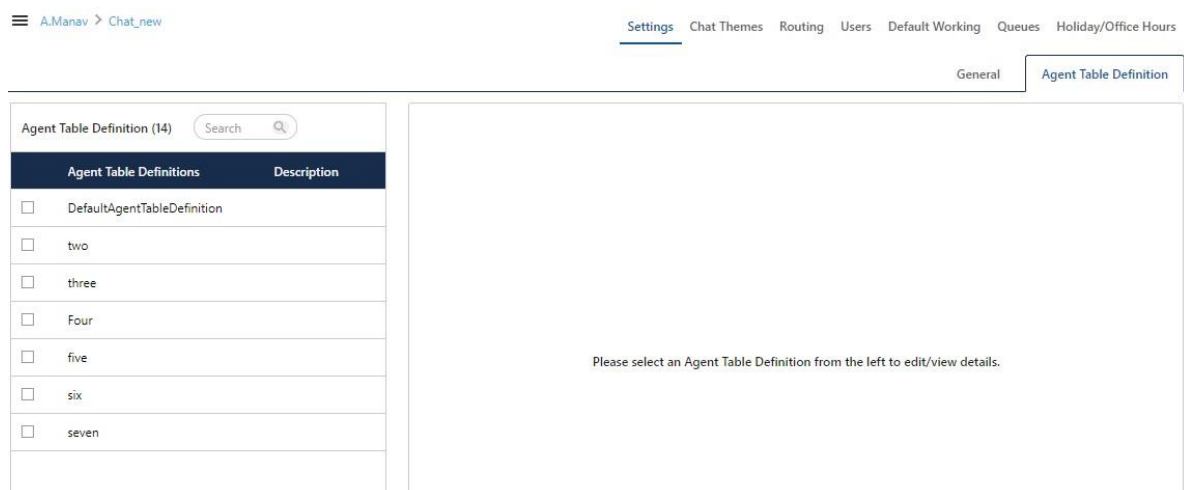 A.Manav > Chat_new
Settings Chat Themes Routing Users Default Working Queues Holiday/Office Hours
General Agent Table Definition
Agent Table Definition (14) Search
Agent Table Definitions Description
DefaultAgentTableDefinition
two
three
Four
five
six
seven
Please select an Agent Table Definition from the left to edit/view details.